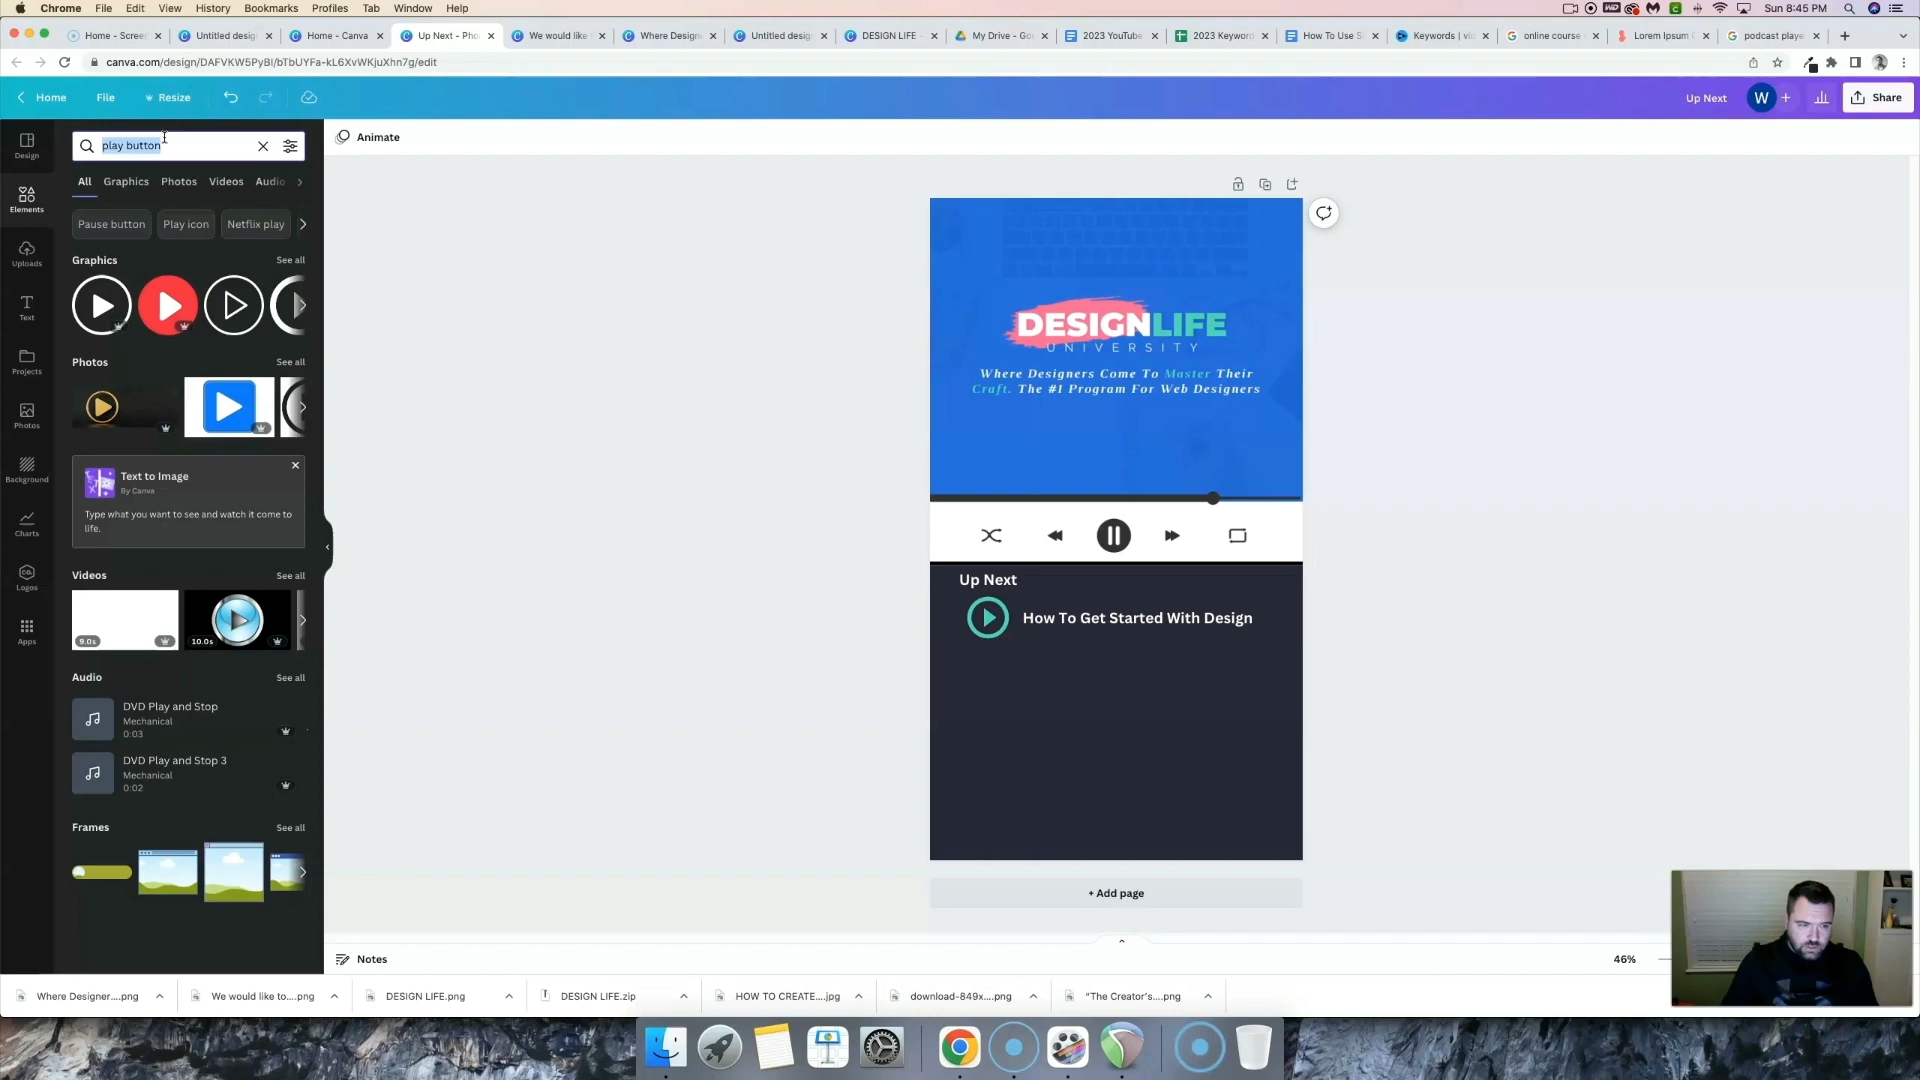 Chrome File Edit View History Bookmarks Profiles Tab Window Help
Sun 8:45 PM
Home - Screen
Untitled desig
Home - Canva
Up Next - Pho
We would like
Where Design
Untitled desig
DESIGN LIFE -
My Drive - Go
2023 YouTube
2023 Keyword
How To Use S
Keywords | vid
online course
Lorem Ipsum
podcast playe
canva.com/design/DAFVKW5PyBI/bTbUYFa-kL6XvWKjuXhn7g/edit
Home File Resize
Up Next
W
Share
Design
Elements
Uploads
Text
Projects
Photos
Background
Charts
Logos
Apps
play button
All Graphics Photos Videos Audio
Pause button Play icon Netflix play
Graphics See all
Photos See all
Text to Image
By Canva
Type what you want to see and watch it come to
life.
Videos See all
9.0s
10.0s
Audio See all
DVD Play and Stop
Mechanical
0:03
DVD Play and Stop 3
Mechanical
0:02
Frames See all
Animate
DESIGNLIFE
UNIVERSITY
Where Designers Come To Master Their
Craft. The #1 Program For Web Designers
Up Next
How To Get Started With Design
+ Add page
Notes
46%
Where Designer....png
We would like to....png
DESIGN LIFE.png
DESIGN LIFE.zip
HOW TO CREATE....jpg
download-849x....png
"The Creator's....png